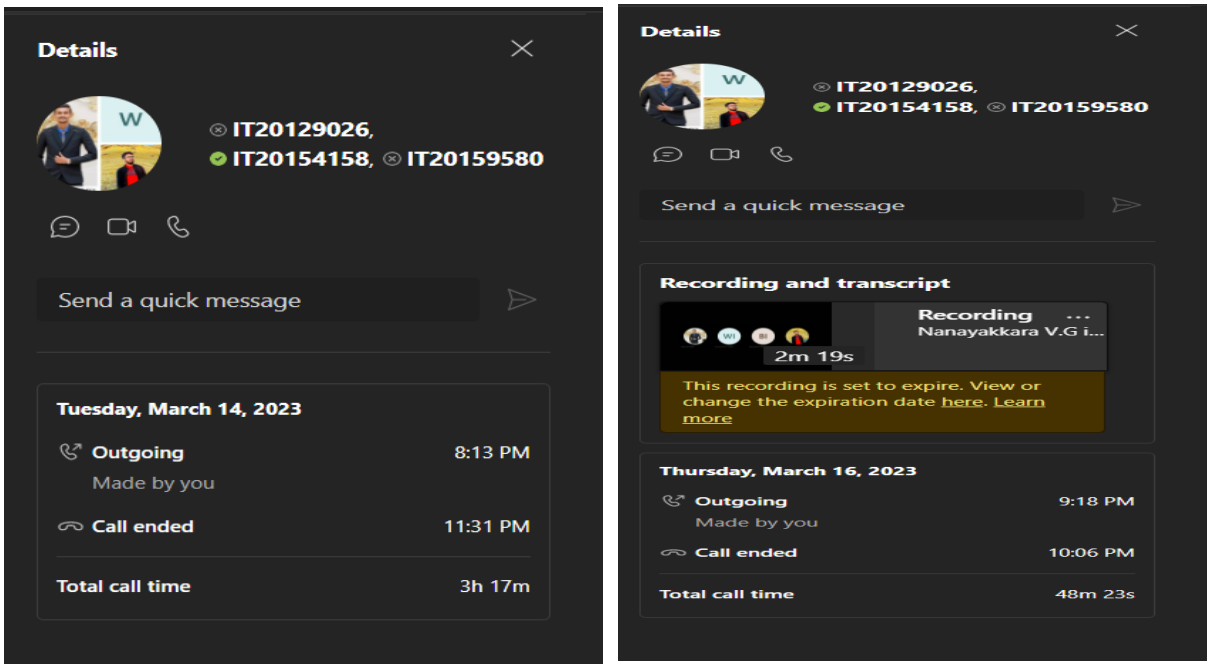 Details
W
IT20129026,
IT20154158, IT20159580
Send a quick message
Tuesday, March 14, 2023
Outgoing 8:13 PM
Made by you
Call ended 11:31 PM
Total call time 3h 17m
Details
W
IT20129026,
IT20154158, IT20159580
Send a quick message
Recording and transcript
Recording ...
Nanayakkara V.G i...
WI
2m 19s
This recording is set to expire. View or
change the expiration date here. Learn
more
Thursday, March 16, 2023
Outgoing 9:18 PM
Made by you
Call ended 10:06 PM
Total call time 48m 23s